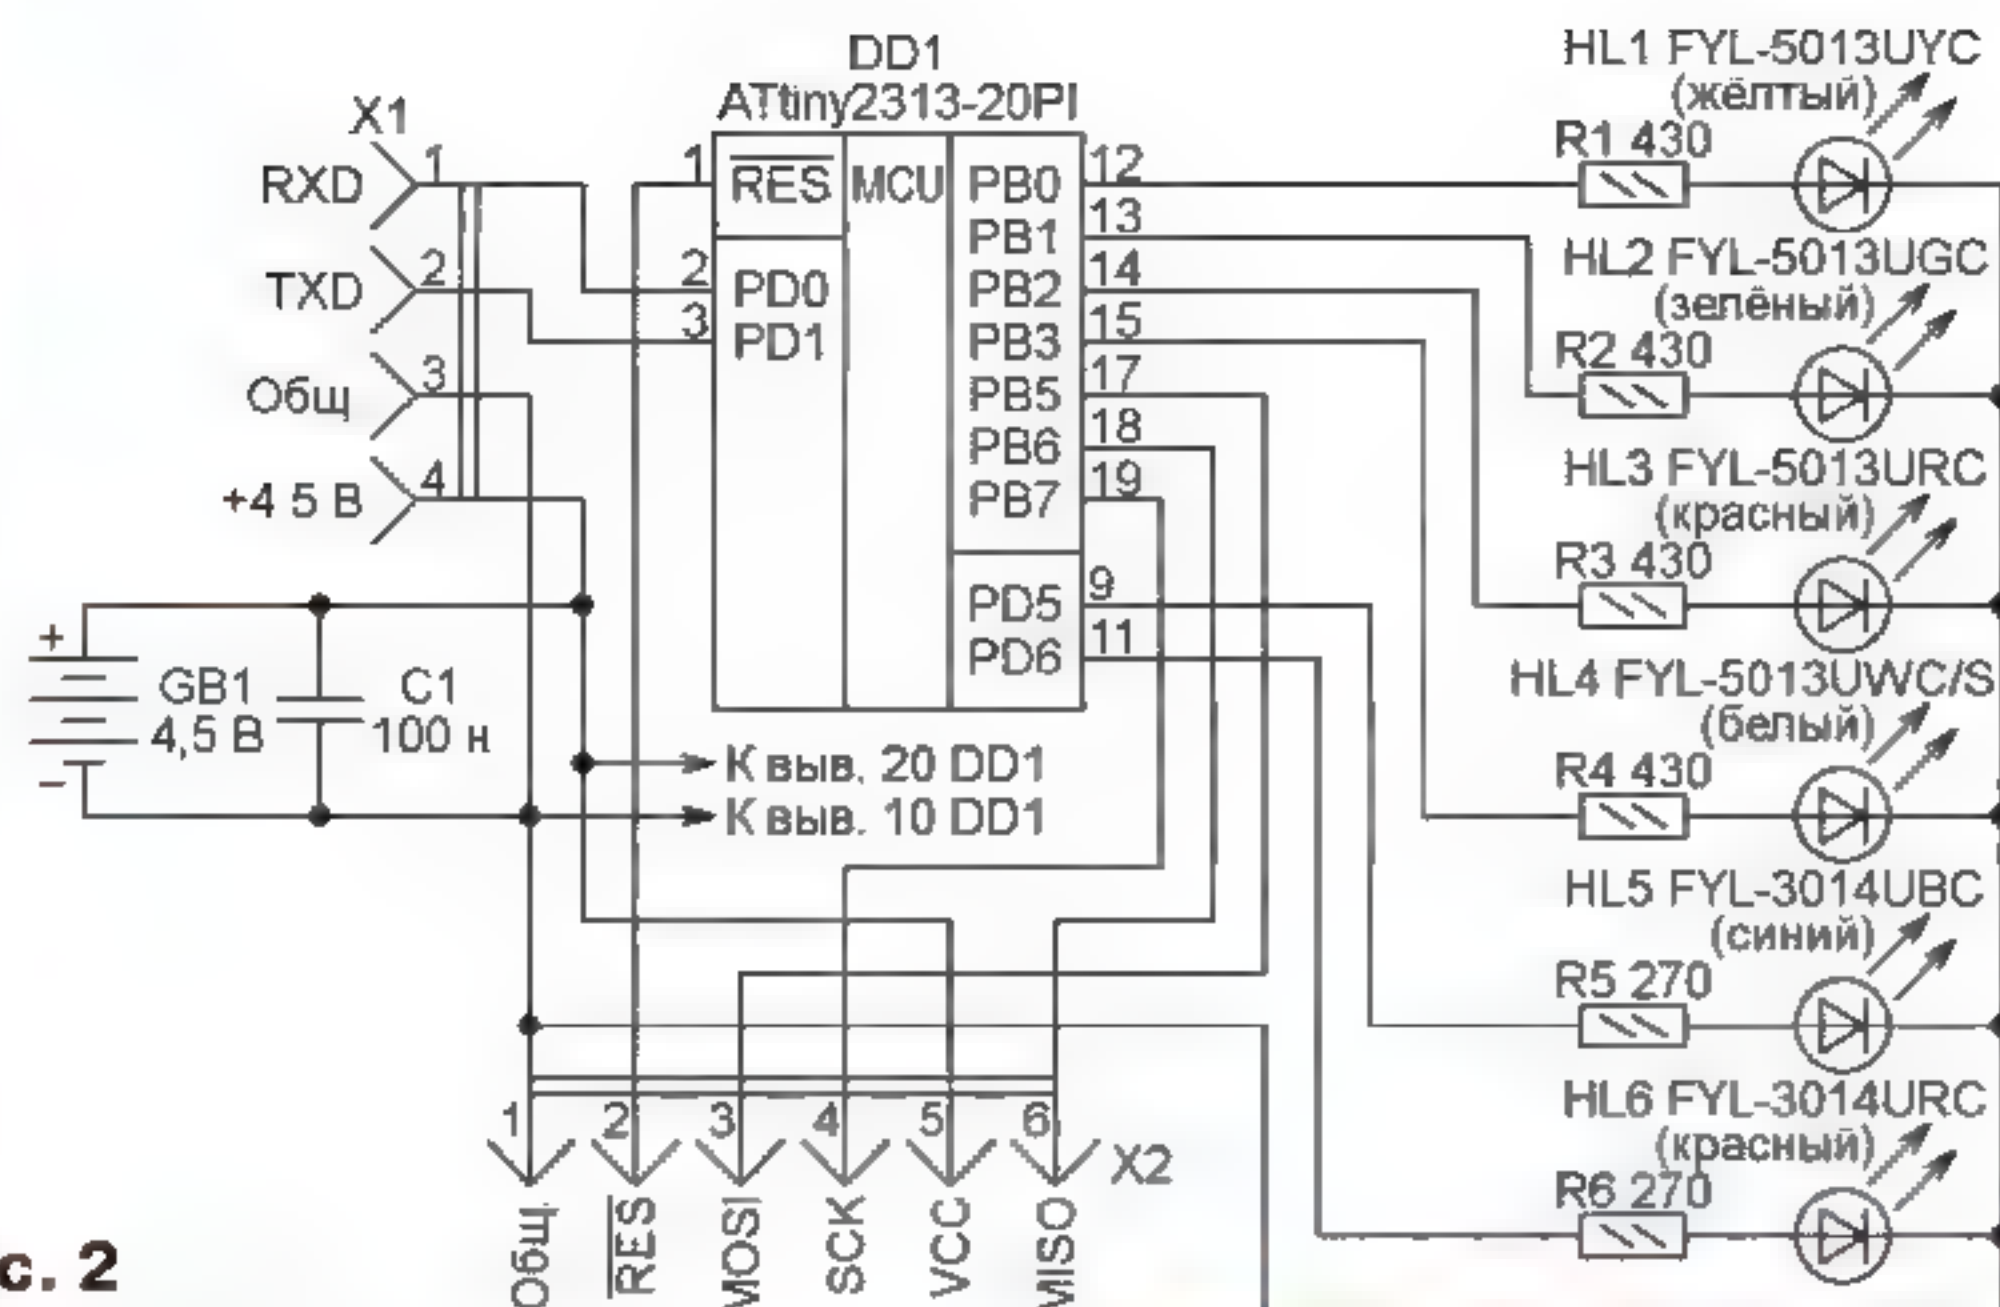 DD1
ATtiny2313-20PI
X1
RXD
1
TXD
2
Общ
3
+4 5 В
4
1
RES
MCU
PB0
12
PB1
13
2
PD0
PB2
14
3
PD1
PB3
15
PB5
17
PB6
18
PB7
19
PD5
9
PD6
11
+
GB1
4,5 В
−
C1
100 н
К выв. 20 DD1
К выв. 10 DD1
HL1 FYL-5013UYC
(жёлтый)
R1 430
HL2 FYL-5013UGC
(зелёный)
R2 430
HL3 FYL-5013URC
(красный)
R3 430
HL4 FYL-5013UWC/S
(белый)
R4 430
HL5 FYL-3014UBC
(синий)
R5 270
HL6 FYL-3014URC
(красный)
R6 270
1 2 3 4 5 6
X2
Общ
RES
MOSI
SCK
VCC
MISO
с. 2